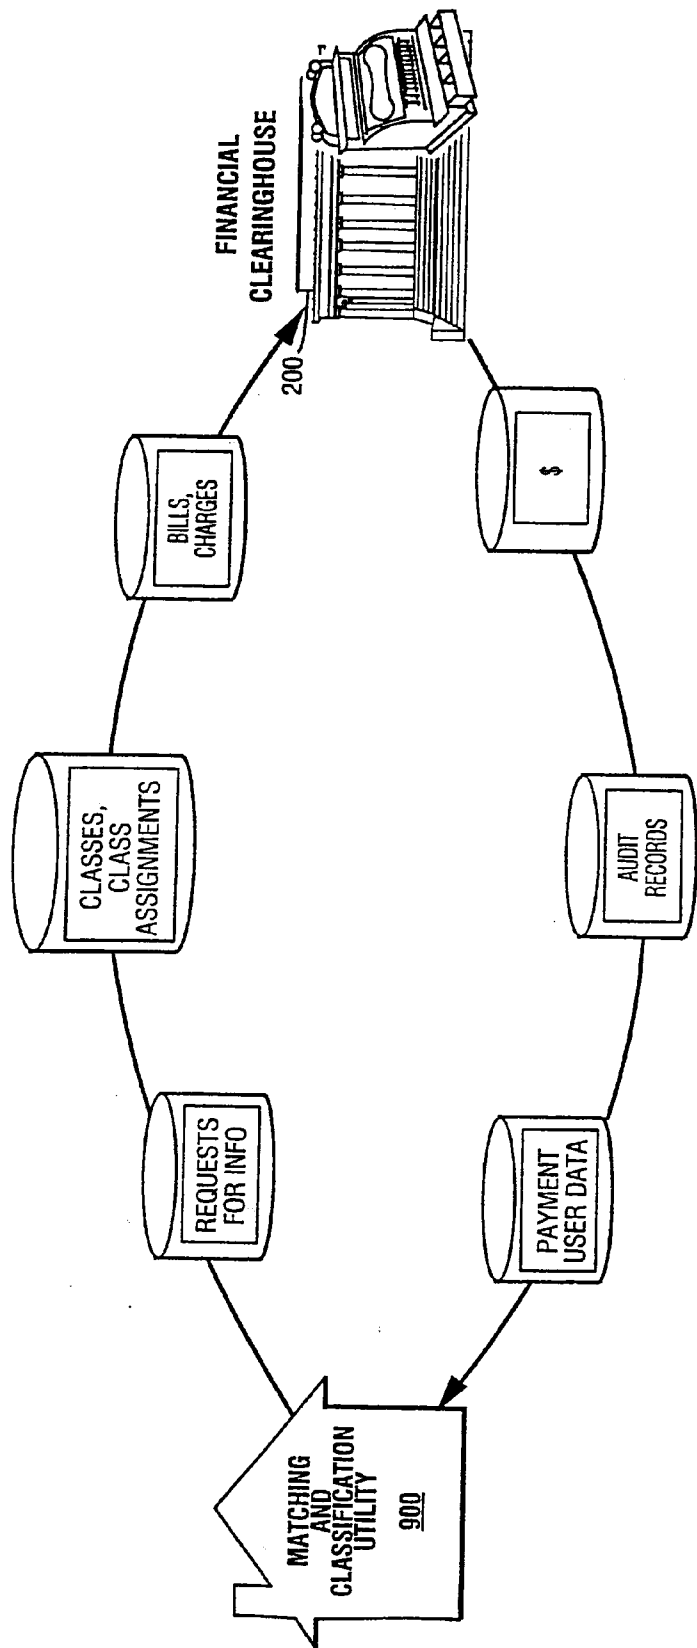 FINANCIAL
CLEARINGHOUSE
200
BILLS,
CHARGES
CLASSES,
CLASS
ASSIGNMENTS
REQUESTS
FOR INFO
MATCHING
AND
CLASSIFICATION
UTILITY
900
PAYMENT
USER DATA
AUDIT
RECORDS
$